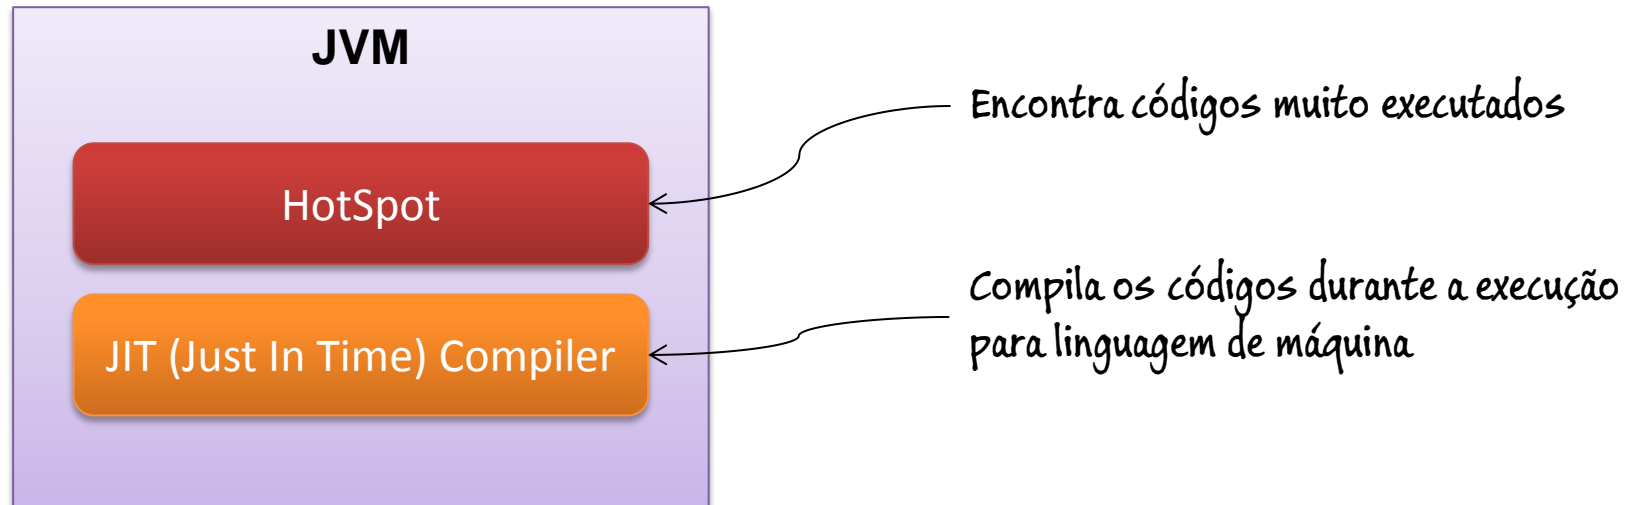 JVM
Encontra códigos muito executados
HotSpot
Compila os códigos durante a execução
para linguagem de máquina
JIT (Just In Time) Compiler